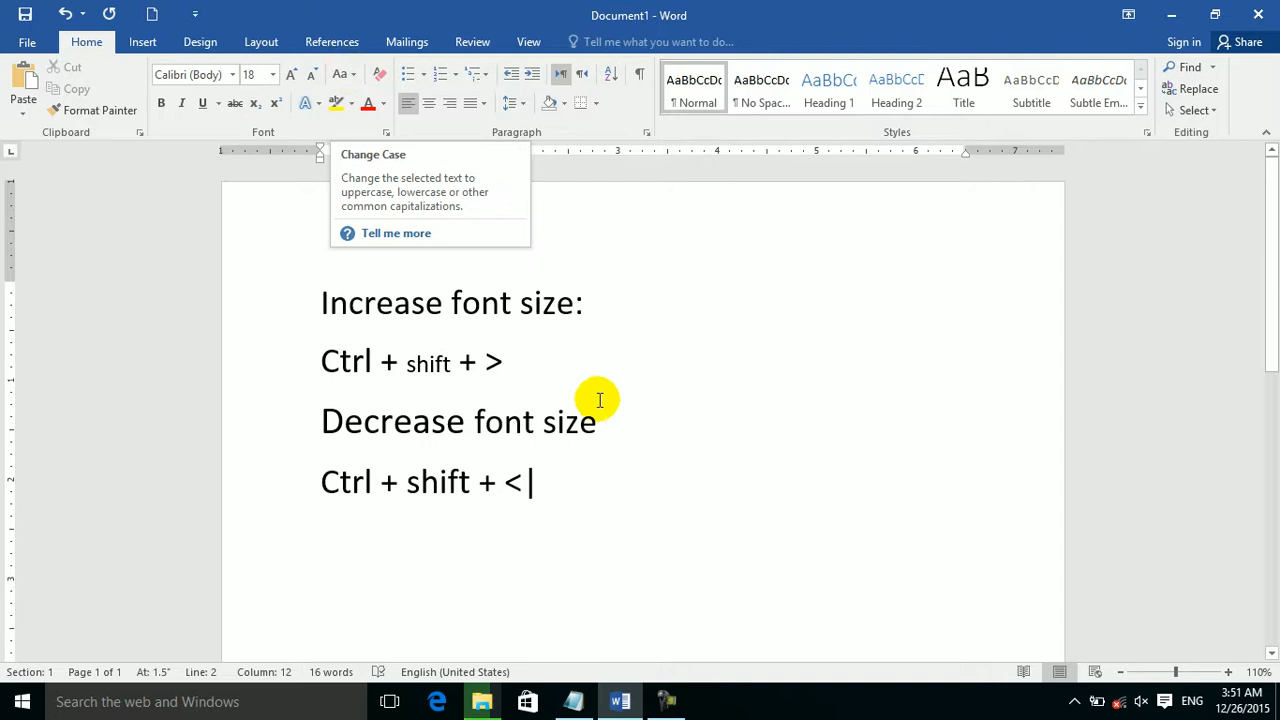 Document1 - Word
File Home Insert Design Layout References Mailings Review View Tell me what you want to do... Sign in Share
Paste
Cut
Copy
Format Painter
Clipboard
Calibri (Body) 18
Font
Paragraph
AaBbCcDc AaBbCcDc AaBbCc AaBbCcD AaB AaBbCcD AaBbCcD
¶ Normal ¶ No Spac... Heading 1 Heading 2 Title Subtitle Subtle Em...
Styles
Find
Replace
Select
Editing
Change Case
Change the selected text to
uppercase, lowercase or other
common capitalizations.
Tell me more
Increase font size:
Ctrl + shift + >
Decrease font size
Ctrl + shift + <
Section: 1 Page 1 of 1 At: 1.5" Line: 2 Column: 12 16 words English (United States) 110%
Search the web and Windows
ENG
3:51 AM
12/26/2015